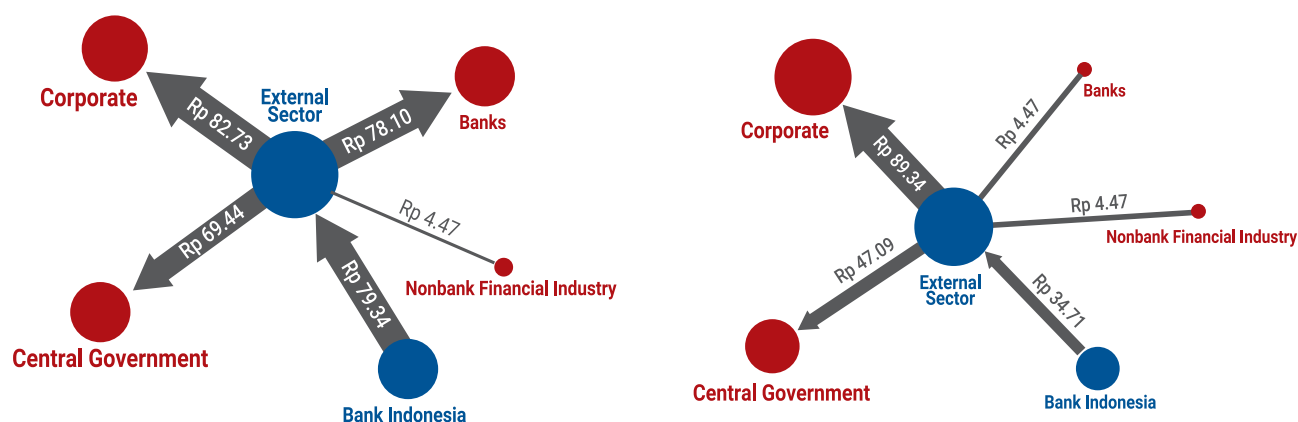 Corporate
External
Sector
Banks
Rp 82.73
Rp 78.10
Rp 69.44
Rp 4.47
Rp 79.34
Nonbank Financial Industry
Central Government
Bank Indonesia
Corporate
Banks
Rp 4.47
Rp 89.34
Rp 4.47
Nonbank Financial Industry
Rp 47.09
External
Sector
Rp 34.71
Central Government
Bank Indonesia